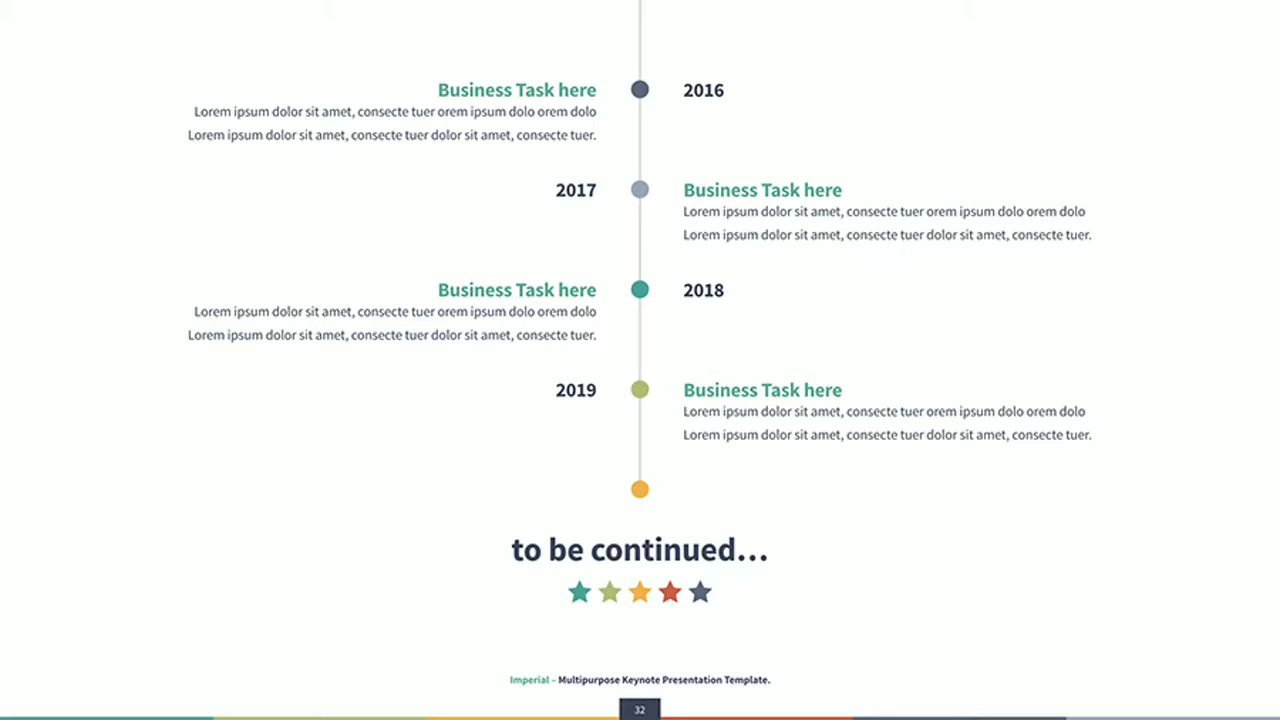 Business Task here
2016
Lorem ipsum dolor sit amet, consecte tuer orem ipsum dolo orem dolo
Lorem ipsum dolor sit amet, consecte tuer dolor sit amet, consecte tuer.
2017
Business Task here
Lorem ipsum dolor sit amet, consecte tuer orem ipsum dolo orem dolo
Lorem ipsum dolor sit amet, consecte tuer dolor sit amet, consecte tuer.
Business Task here
2018
Lorem ipsum dolor sit amet, consecte tuer orem ipsum dolo orem dolo
Lorem ipsum dolor sit amet, consecte tuer dolor sit amet, consecte tuer.
2019
Business Task here
Lorem ipsum dolor sit amet, consecte tuer orem ipsum dolo orem dolo
Lorem ipsum dolor sit amet, consecte tuer dolor sit amet, consecte tuer.
to be continued...
Imperial – Multipurpose Keynote Presentation Template.
32